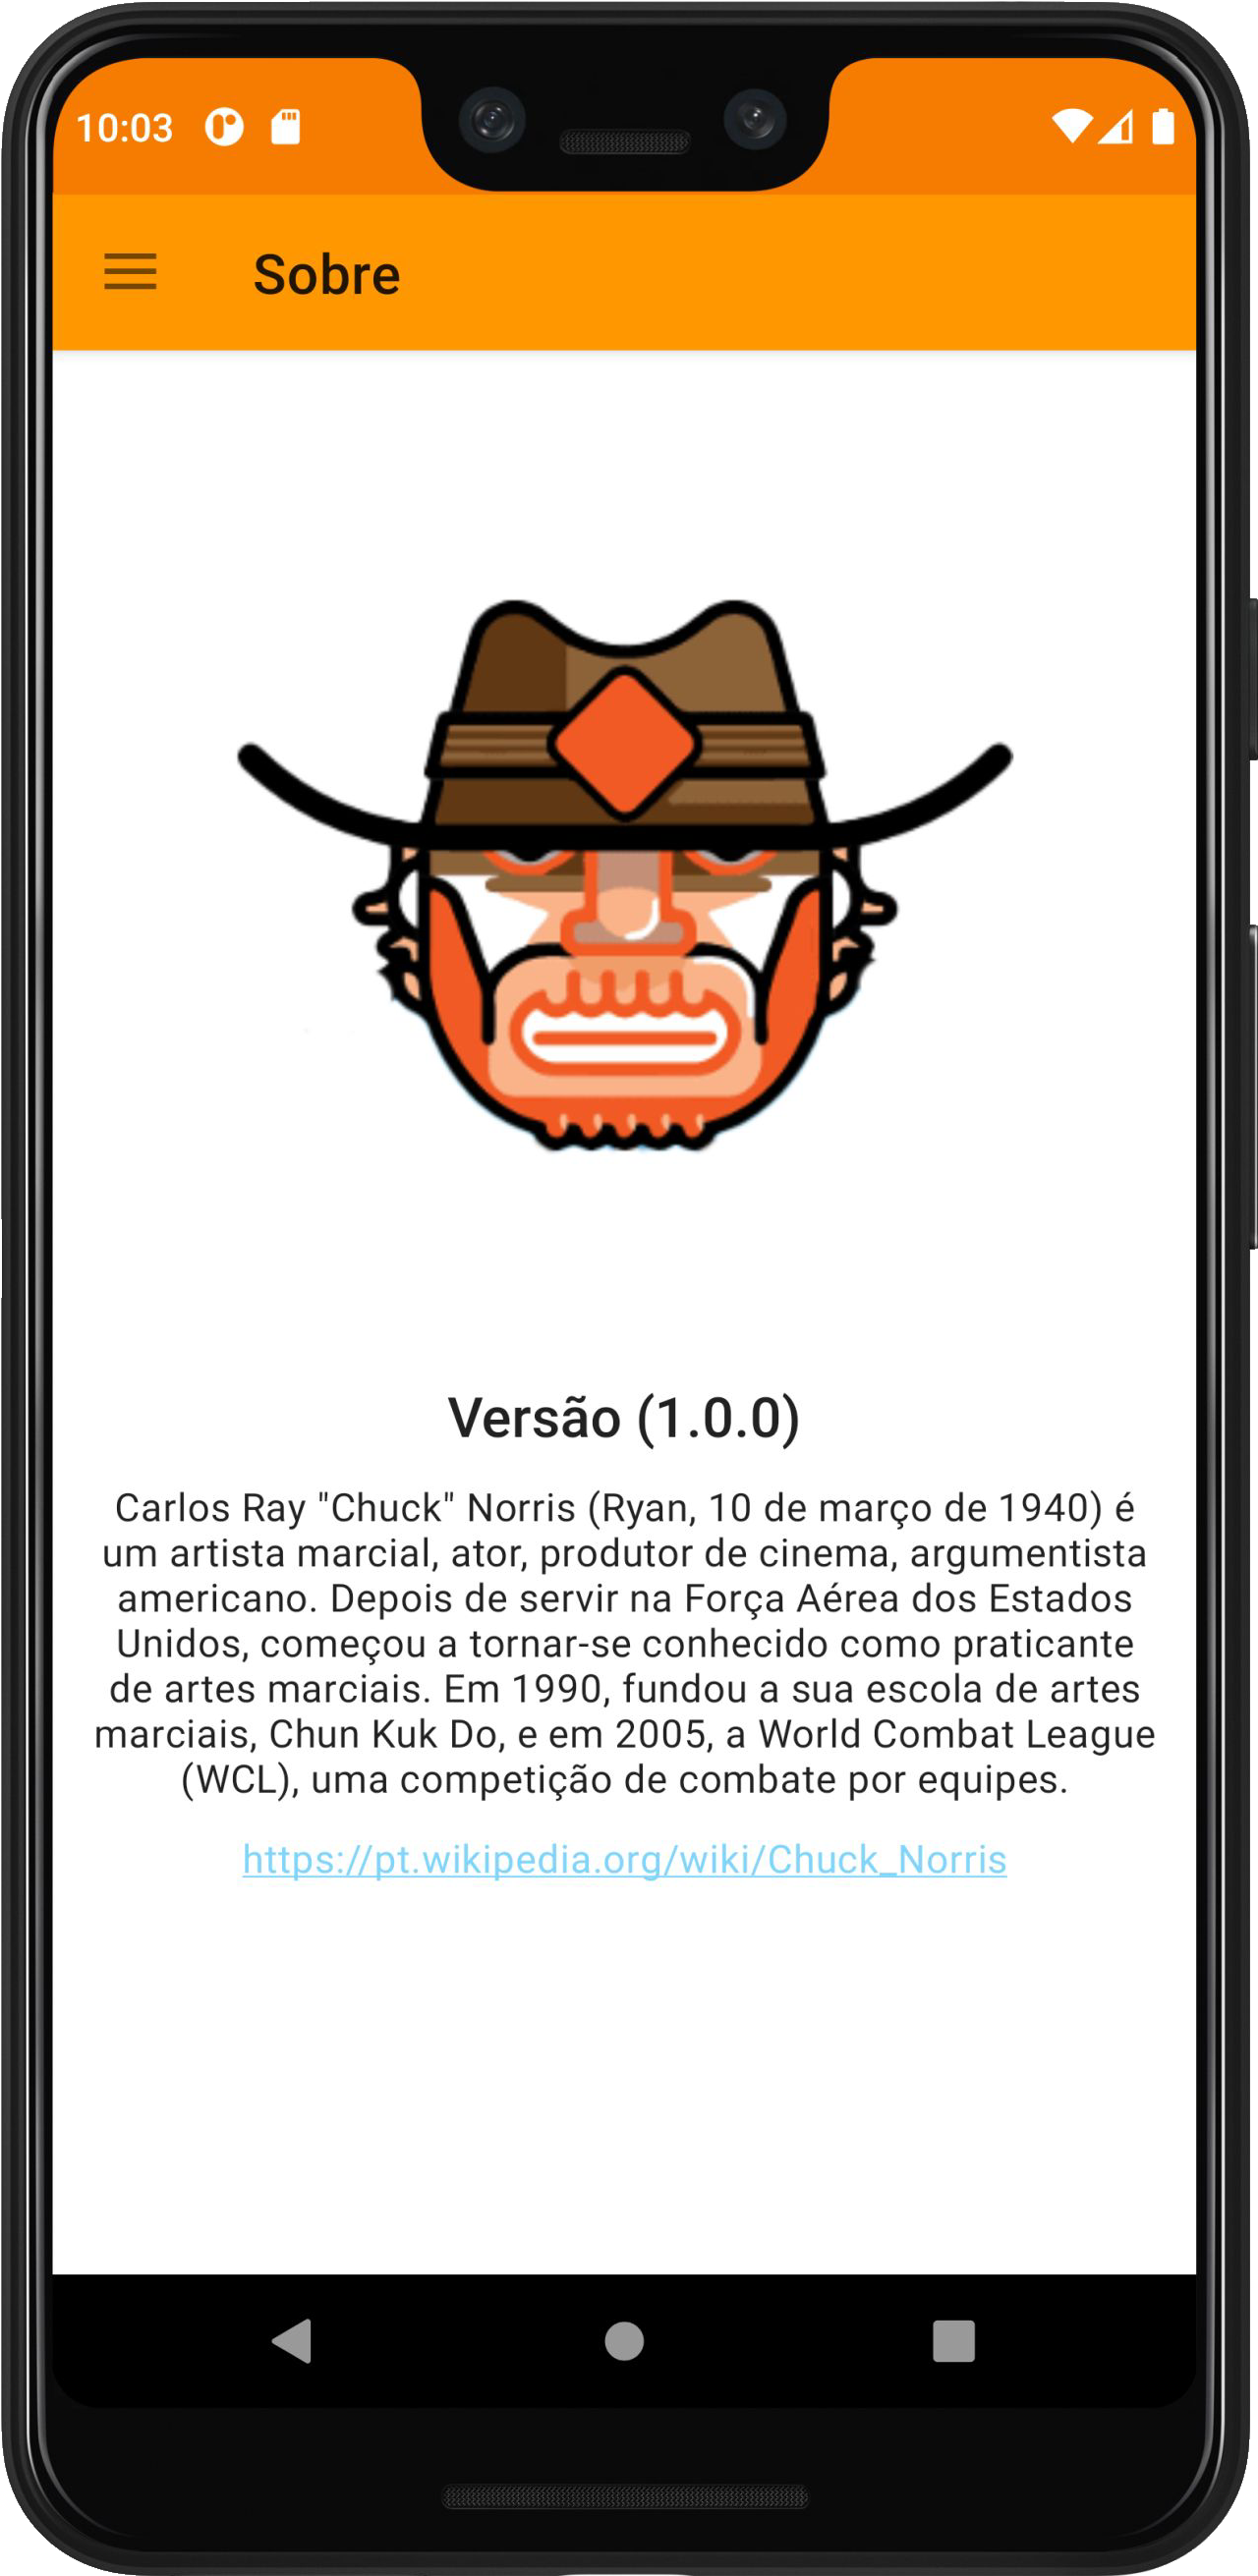 10:03
Sobre
Versão (1.0.0)
Carlos Ray "Chuck" Norris (Ryan, 10 de março de 1940) é
um artista marcial, ator, produtor de cinema, argumentista
americano. Depois de servir na Força Aérea dos Estados
Unidos, começou a tornar-se conhecido como praticante
de artes marciais. Em 1990, fundou a sua escola de artes
marciais, Chun Kuk Do, e em 2005, a World Combat League
(WCL), uma competição de combate por equipes.
https://pt.wikipedia.org/wiki/Chuck_Norris